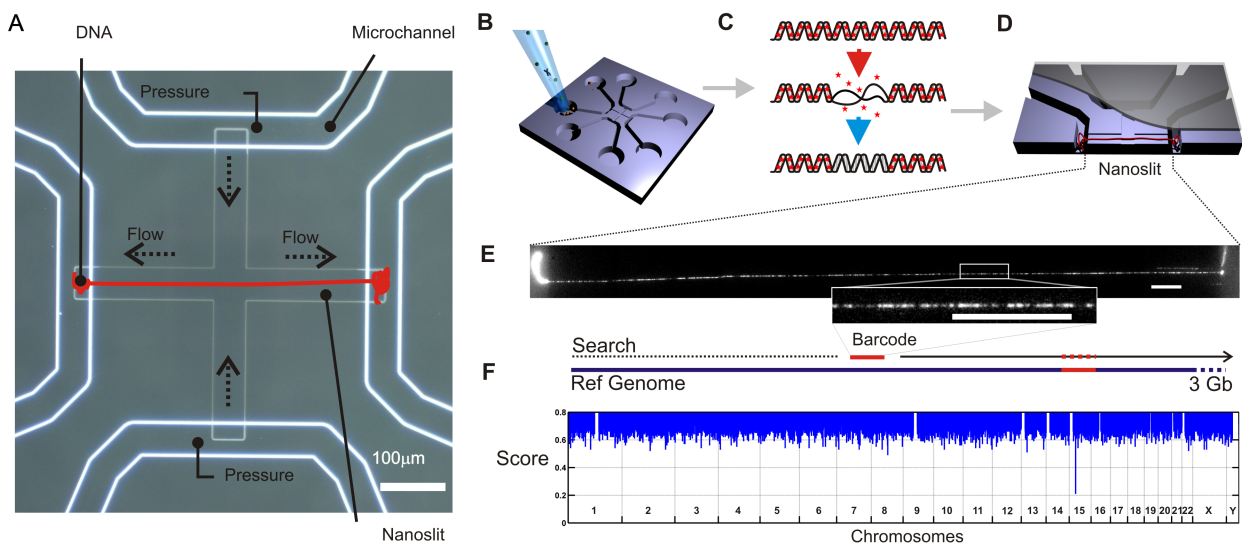 A
DNA
Microchannel
Pressure
Flow
Flow
Pressure
100μm
Nanoslit
B
C
D
Nanoslit
E
Barcode
Search
F
Ref Genome
3 Gb
Score
0.8
0.6
0.4
0.2
0
1 2 3 4 5 6 7 8 9 10 11 12 13 14 15 16 17 18 19 20 21 22 X Y
Chromosomes